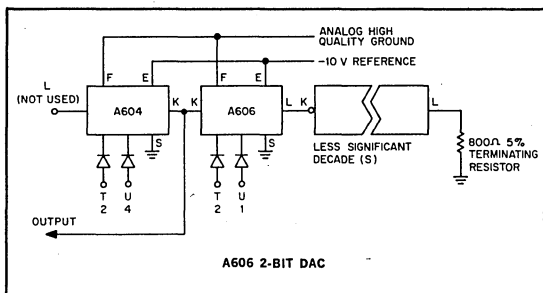 ANALOG HIGH
QUALITY GROUND
-10 V REFERENCE
F E F E
L
(NOT USED)
A604 K K A606 L K L
S S
LESS SIGNIFICANT
DECADE (S)
800Ω 5%
TERMINATING
RESISTOR
T U T U
2 4 2 1
OUTPUT
A606 2-BIT DAC